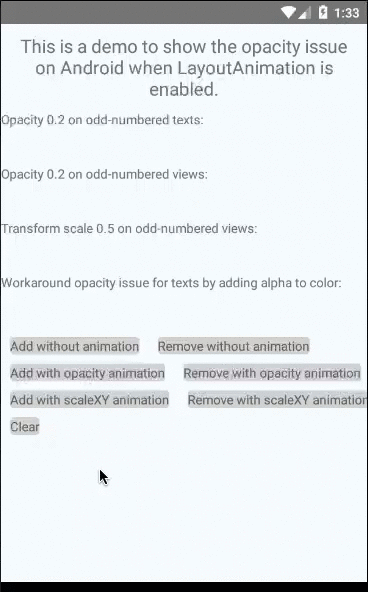 1:33
This is a demo to show the opacity issue
on Android when LayoutAnimation is
enabled.
Opacity 0.2 on odd-numbered texts:
Opacity 0.2 on odd-numbered views:
Transform scale 0.5 on odd-numbered views:
Workaround opacity issue for texts by adding alpha to color:
Add without animation Remove without animation
Add with opacity animation Remove with opacity animation
Add with scaleXY animation Remove with scaleXY animation
Clear